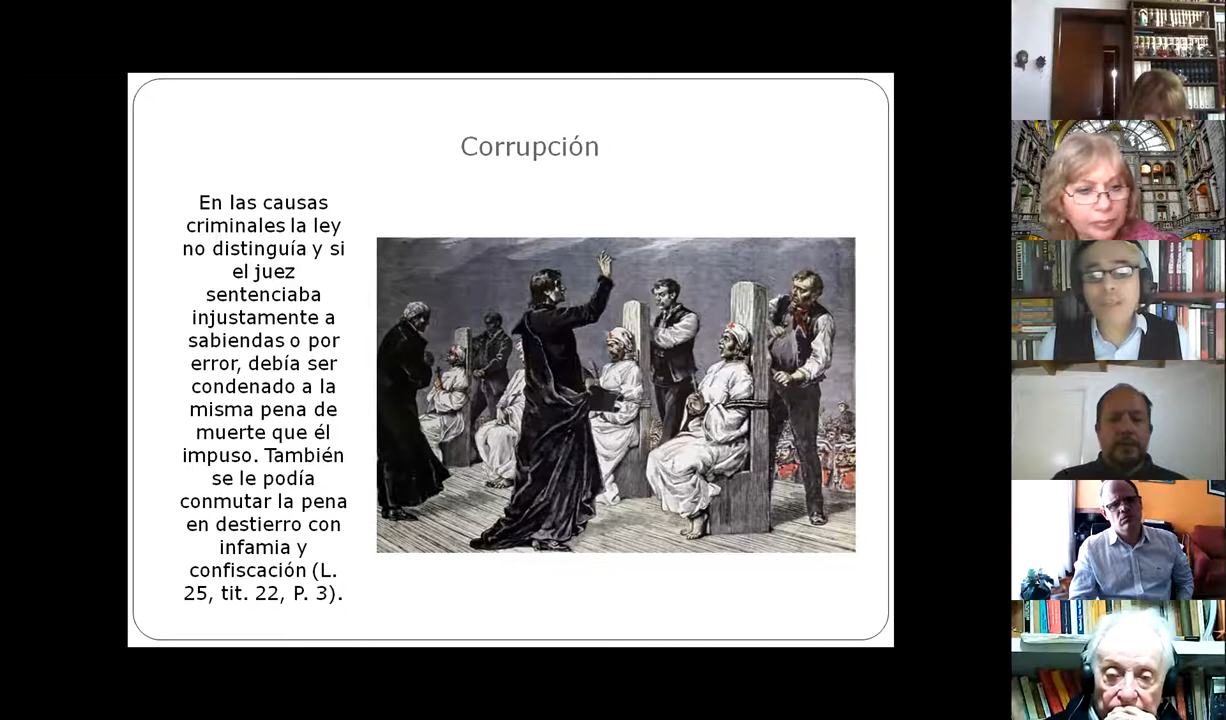 Corrupción
En las causas
criminales la ley
no distinguía y si
el juez
sentenciaba
injustamente a
sabiendas o por
error, debía ser
condenado a la
misma pena de
muerte que él
impuso. También
se le podía
conmutar la pena
en destierro con
infamia y
confiscación (L.
25, tit. 22, P. 3).